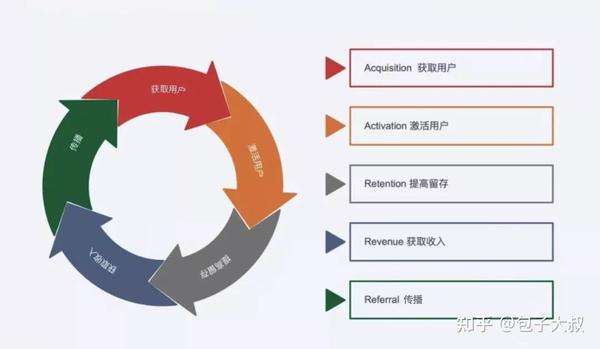 获取用户
激活用户
提高留存
获取收入
传播
Acquisition 获取用户
Activation 激活用户
Retention 提高留存
Revenue 获取收入
Referral 传播
知乎 @包子大叔